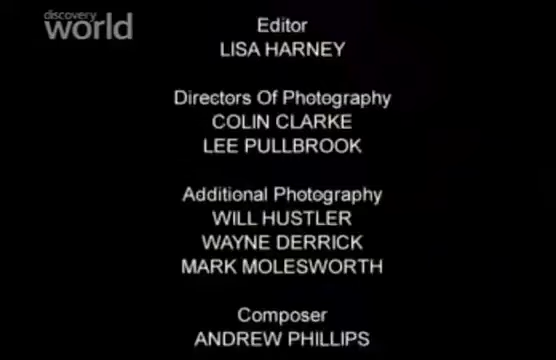 discovery
world
Editor
LISA HARNEY
Directors Of Photography
COLIN CLARKE
LEE PULLBROOK
Additional Photography
WILL HUSTLER
WAYNE DERRICK
MARK MOLESWORTH
Composer
ANDREW PHILLIPS